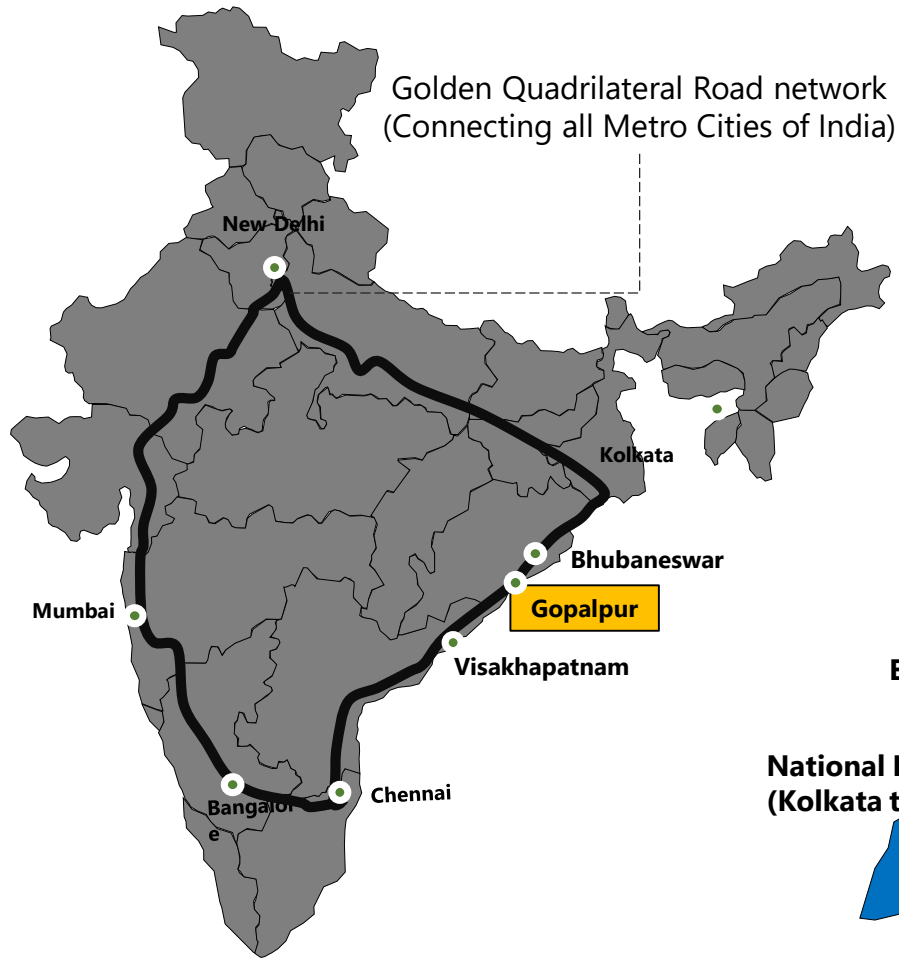 Golden Quadrilateral Road network
(Connecting all Metro Cities of India)
New Delhi
Kolkata
Bhubaneswar
Gopalpur
Mumbai
Visakhapatnam
E
National
(Kolkata t
Chennai
Bangalor
e